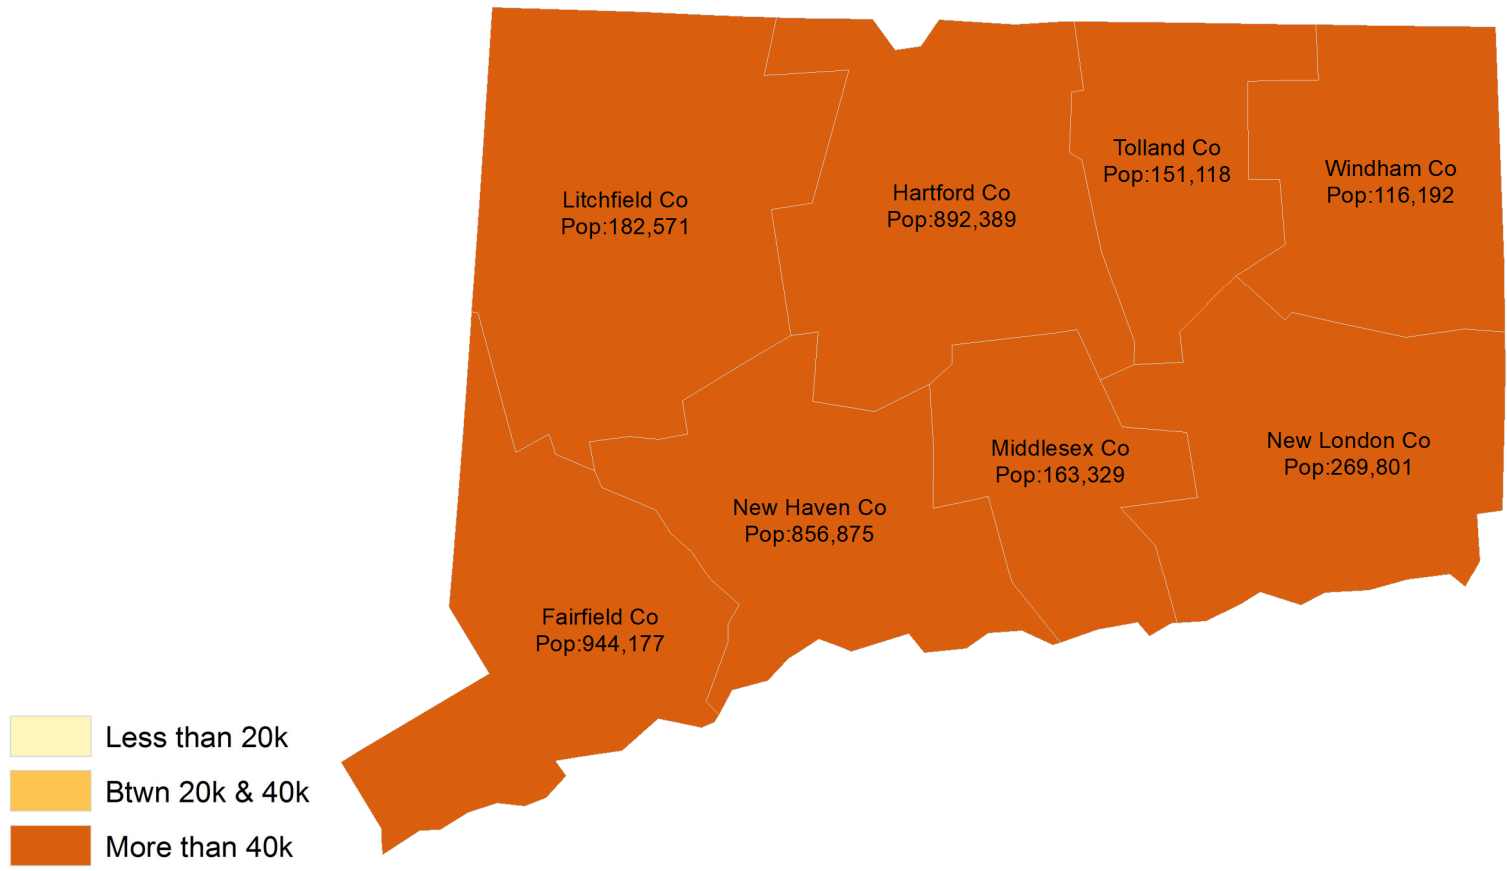 Tolland Co
Pop:151,118
Windham Co
Pop:116,192
Litchfield Co
Pop:182,571
Hartford Co
Pop:892,389
Middlesex Co
Pop:163,329
New London Co
Pop:269,801
New Haven Co
Pop:856,875
Fairfield Co
Pop:944,177
Less than 20k
Btwn 20k & 40k
More than 40k